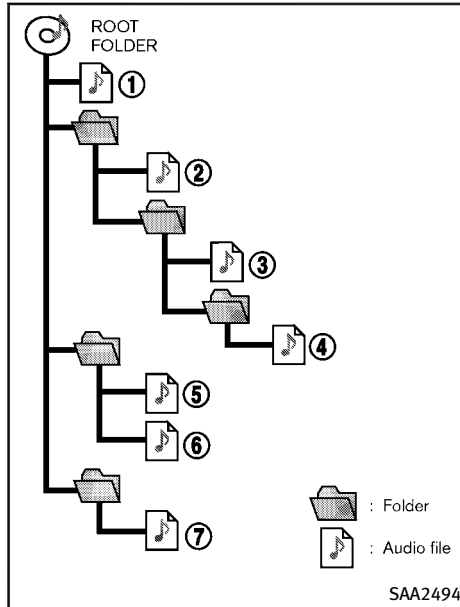 ROOT
FOLDER
①
②
③
④
⑤
⑥
⑦
: Folder
: Audio file
SAA2494